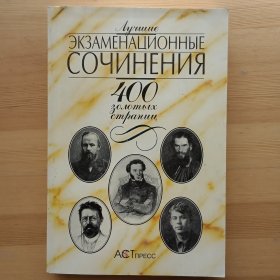 Лучшие
ЭКЗАМЕНАЦИОННЫЕ
СОЧИНЕНИЯ
400
золотых
страниц
АСТ ПРЕСС